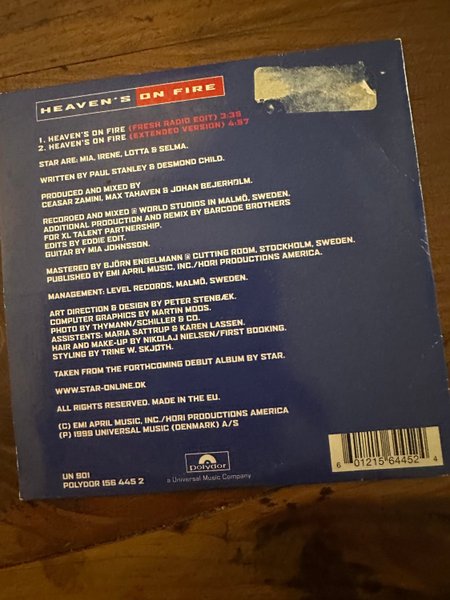 HEAVEN'S ON FIRE
1. HEAVEN'S ON FIRE (FRESH RADIO EDIT) 3:35
2. HEAVEN'S ON FIRE (EXTENDED VERSION) 4:37
STAR ARE: MIA, IRENE, LOTTA & SELMA.
WRITTEN BY PAUL STANLEY & DESMOND CHILD.
PRODUCED AND MIXED BY
CEASAR ZAMINI, MAX TAHAVEN & JOHAN BEJERHOLM.
RECORDED AND MIXED @ WORLD STUDIOS IN MALMÖ, SWEDEN.
ADDITIONAL PRODUCTION AND REMIX BY BARCODE BROTHERS
FOR XL TALENT PARTNERSHIP.
EDITS BY EDDIE EDIT.
GUITAR BY MIA JOHNSSON.
MASTERED BY BJÖRN ENGELMANN @ CUTTING ROOM, STOCKHOLM, SWEDEN.
PUBLISHED BY EMI APRIL MUSIC, INC./HORI PRODUCTIONS AMERICA.
MANAGEMENT: LEVEL RECORDS, MALMÖ, SWEDEN.
ART DIRECTION & DESIGN BY PETER STENBÆK.
COMPUTER GRAPHICS BY MARTIN MOOS.
PHOTO BY THYMANN/SCHILLER & CO.
ASSISTENTS: MARIA SATTRUP & KAREN LASSEN.
HAIR AND MAKE-UP BY NIKOLAJ NIELSEN/FIRST BOOKING.
STYLING BY TRINE W. SKJØTH.
TAKEN FROM THE FORTHCOMING DEBUT ALBUM BY STAR.
WWW.STAR-ONLINE.DK
ALL RIGHTS RESERVED. MADE IN THE EU.
(C) EMI APRIL MUSIC, INC./HORI PRODUCTIONS AMERICA
(P) 1999 UNIVERSAL MUSIC (DENMARK) A/S
UN 901
POLYDOR 156 445 2
Polydor
a Universal Music Company
6 01215 64452 4